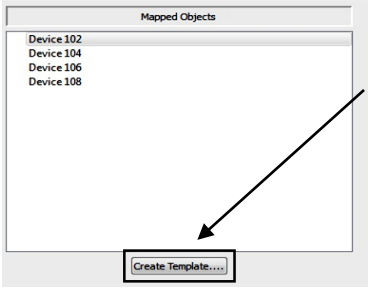 Mapped Objects
Device 102
Device 104
Device 106
Device 108
Create Template....